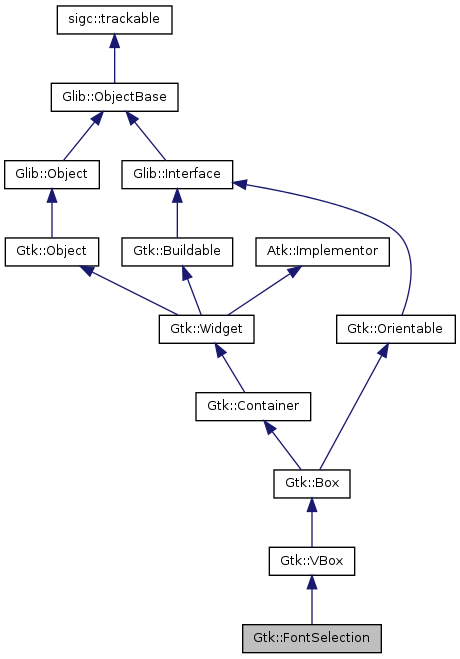 sigc::trackable
Glib::ObjectBase
Glib::Object
Glib::Interface
Gtk::Object
Gtk::Buildable
Atk::Implementor
Gtk::Widget
Gtk::Orientable
Gtk::Container
Gtk::Box
Gtk::VBox
Gtk::FontSelection